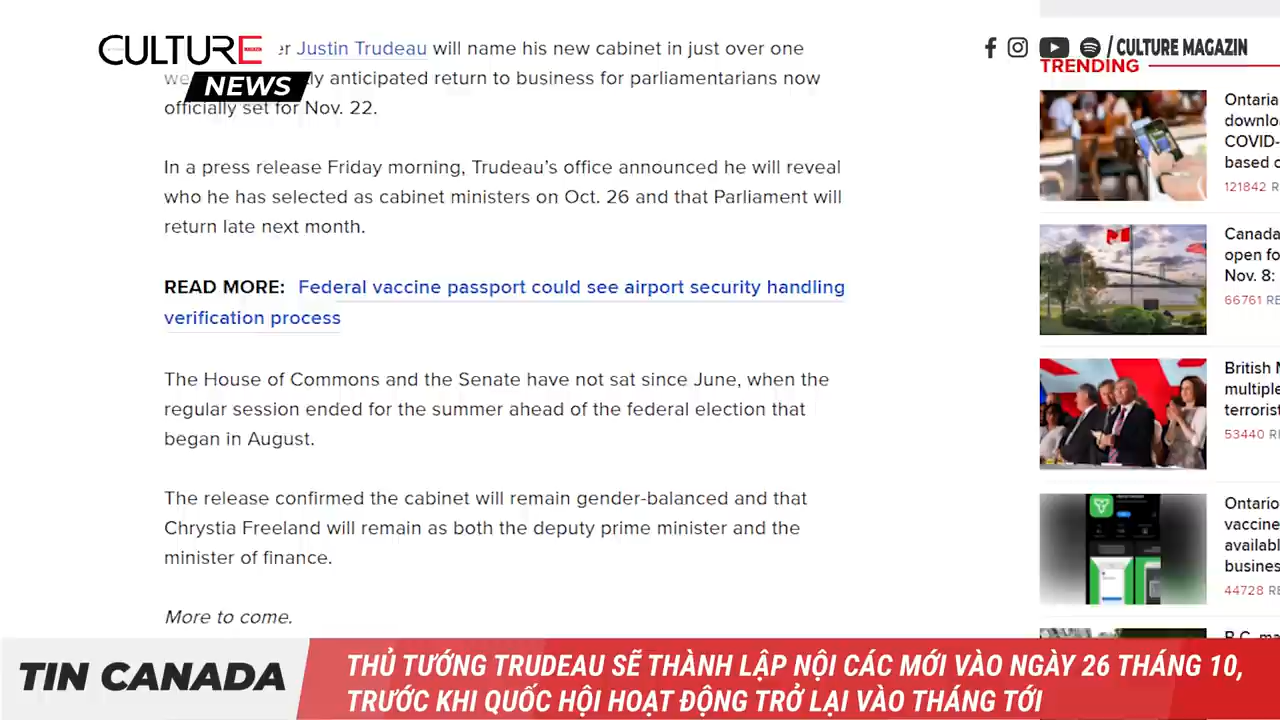 CULTURE
NEWS
er Justin Trudeau will name his new cabinet in just over one
we ly anticipated return to business for parliamentarians now
officially set for Nov. 22.
In a press release Friday morning, Trudeau’s office announced he will reveal
who he has selected as cabinet ministers on Oct. 26 and that Parliament will
return late next month.
READ MORE: Federal vaccine passport could see airport security handling
verification process
The House of Commons and the Senate have not sat since June, when the
regular session ended for the summer ahead of the federal election that
began in August.
The release confirmed the cabinet will remain gender-balanced and that
Chrystia Freeland will remain as both the deputy prime minister and the
minister of finance.
More to come.
/ CULTURE MAGAZIN
TRENDING
Ontaria
downlo
COVID-
based c
121842 R
Canada
open fo
Nov. 8:
66761 RE
British M
multiple
terrorist
53440 RE
Ontario
vaccine
availabl
busines
44728 RE
TIN CANADA
THỦ TƯỚNG TRUDEAU SẼ THÀNH LẬP NỘI CÁC MỚI VÀO NGÀY 26 THÁNG 10,
TRƯỚC KHI QUỐC HỘI HOẠT ĐỘNG TRỞ LẠI VÀO THÁNG TỚI